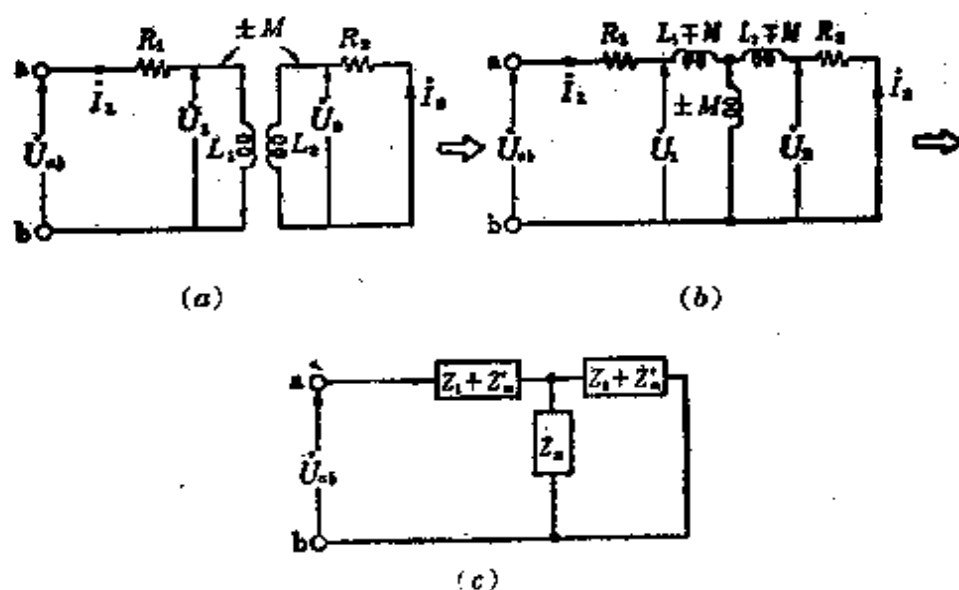 ±M
R₁
R₂
a
İ₁
U̇₁
L₁
L₂
U̇₂
İ₂
U̇ab
b
(a)
L₁∓M
L₂∓M
R₁
R₂
a
İ₁
±M
İ₂
U̇ab
U̇₁
U̇₂
b
(b)
a
Z₁+Z*m
Z₂+Z*m
Zm
U̇ab
b
(c)